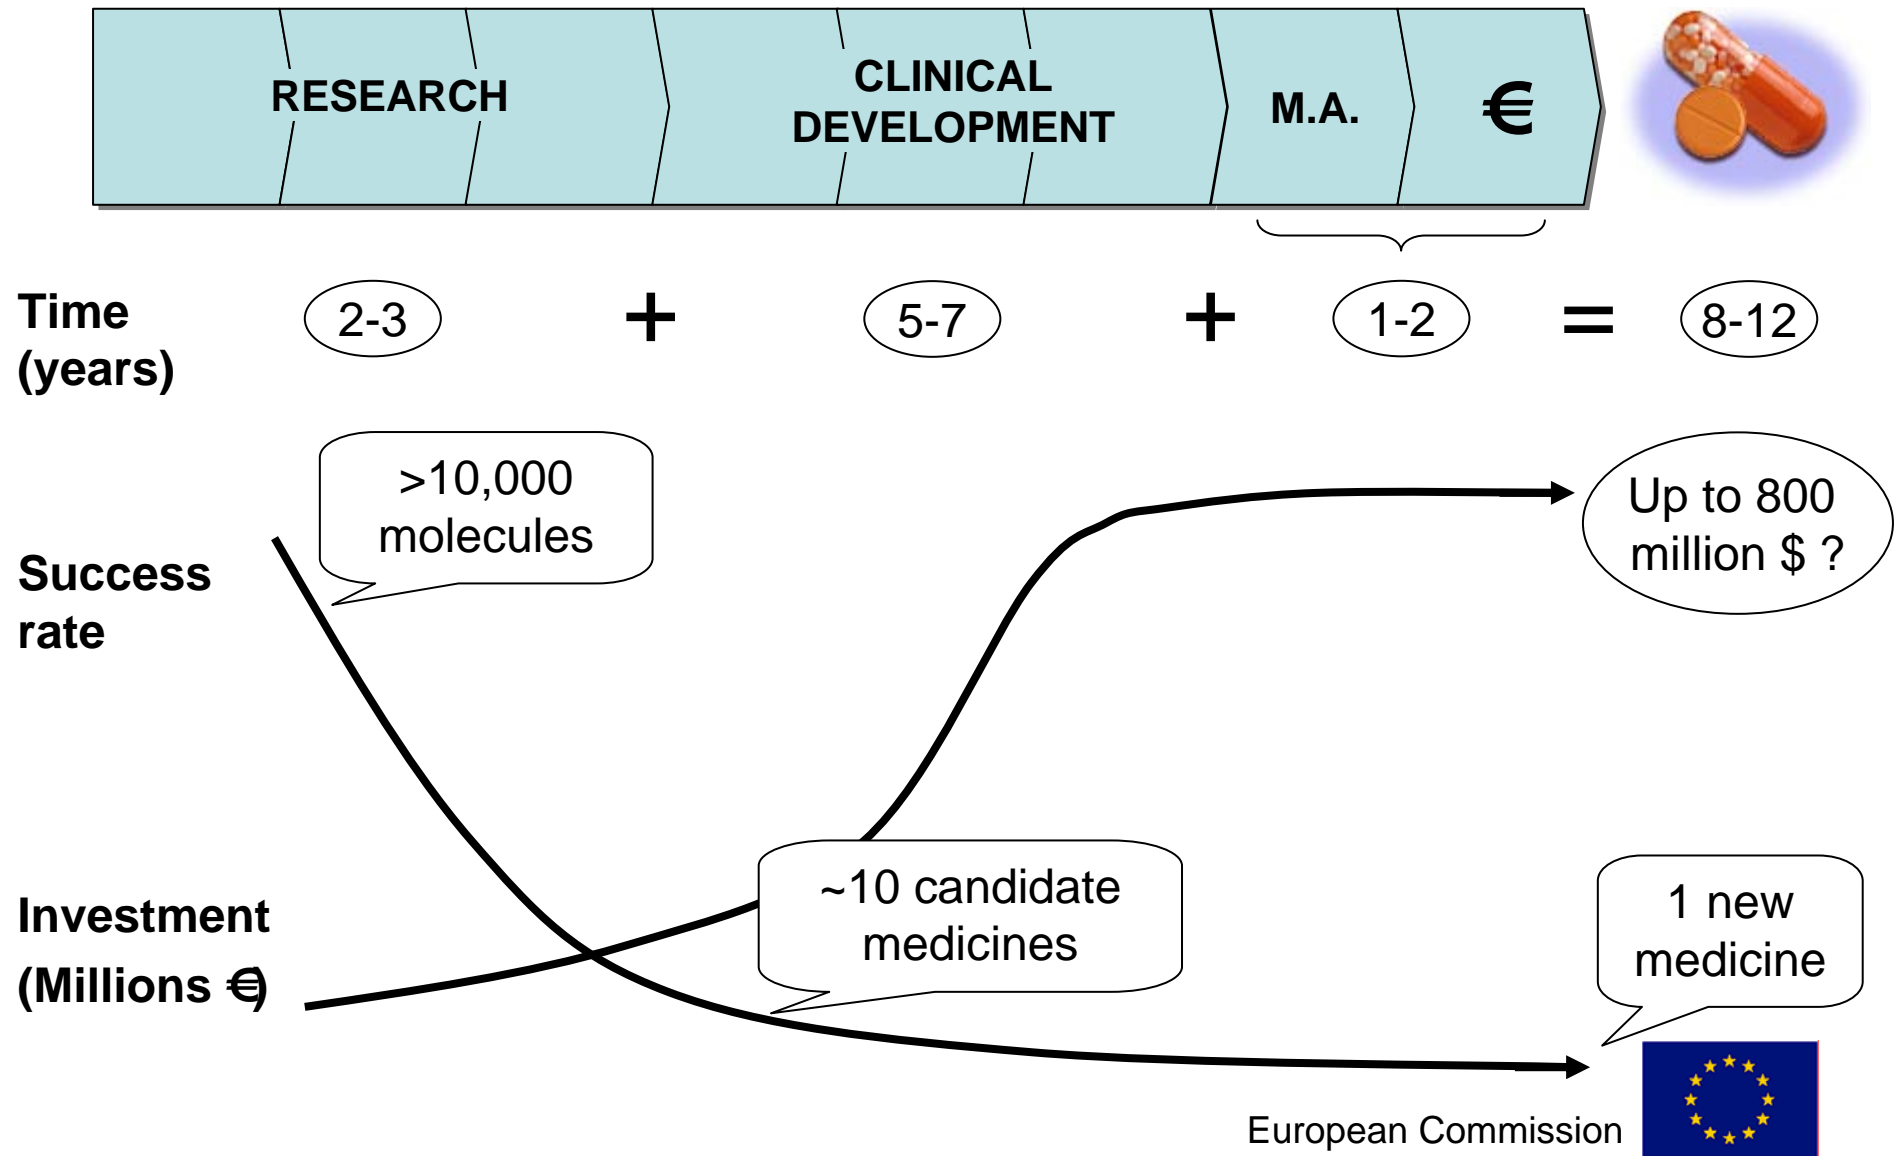 RESEARCH
CLINICAL
DEVELOPMENT
M.A.
€
Time
(years)
2-3
+
5-7
+
1-2
=
8-12
>10,000
molecules
Up to 800
million $ ?
Success
rate
Investment
(Millions €)
~10 candidate
medicines
1 new
medicine
European Commission